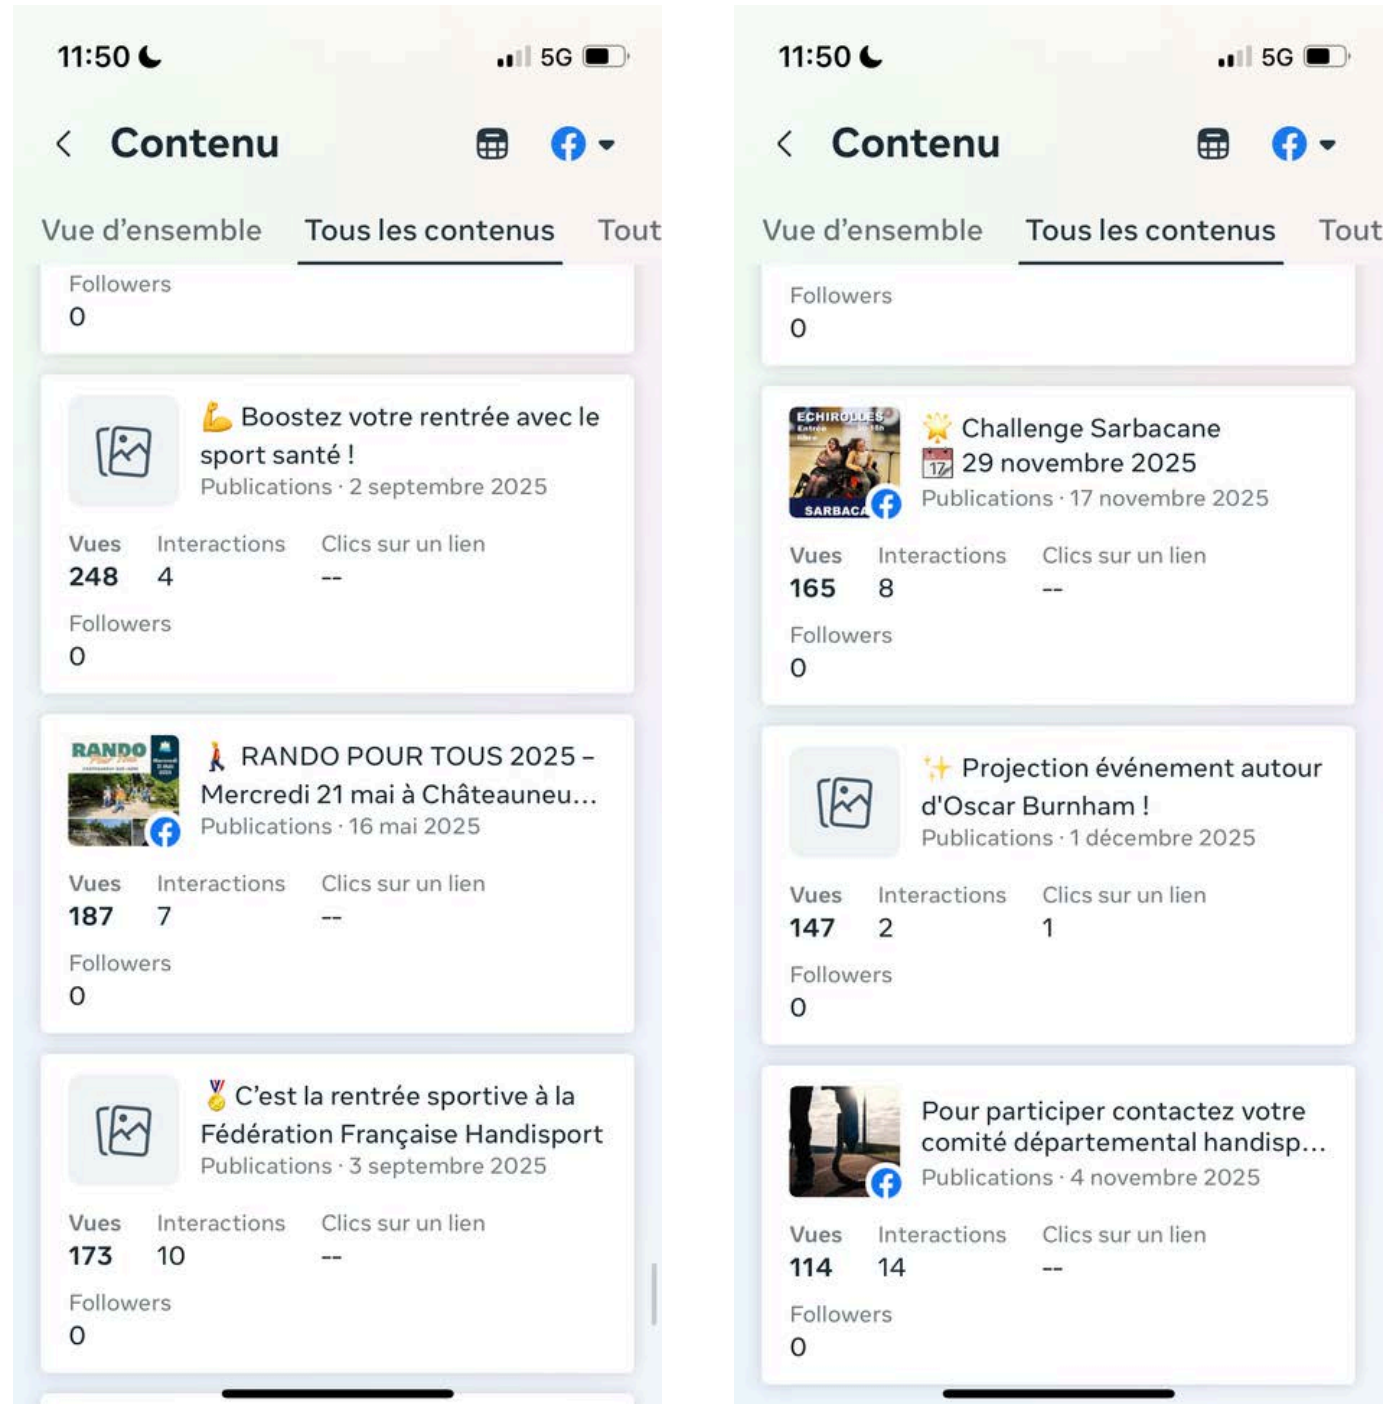 11:50
5G
Contenu
Vue d'ensemble Tous les contenus Tout
Followers
0
💪 Boostez votre rentrée avec le
sport santé !
Publications · 2 septembre 2025
Vues Interactions Clics sur un lien
248 4 --
Followers
0
RANDO
Pour Tous
🚶 RANDO POUR TOUS 2025 –
Mercredi 21 mai à Châteauneu...
Publications · 16 mai 2025
Vues Interactions Clics sur un lien
187 7 --
Followers
0
🏅 C'est la rentrée sportive à la
Fédération Française Handisport
Publications · 3 septembre 2025
Vues Interactions Clics sur un lien
173 10 --
Followers
0
11:50
5G
Contenu
Vue d'ensemble Tous les contenus Tout
Followers
0
ECHIROLLES
Entrée
libre
SARBACA
🌟 Challenge Sarbacane
📅 29 novembre 2025
Publications · 17 novembre 2025
Vues Interactions Clics sur un lien
165 8 --
Followers
0
✨ Projection événement autour
d'Oscar Burnham !
Publications · 1 décembre 2025
Vues Interactions Clics sur un lien
147 2 1
Followers
0
Pour participer contactez votre
comité départemental handisp...
Publications · 4 novembre 2025
Vues Interactions Clics sur un lien
114 14 --
Followers
0